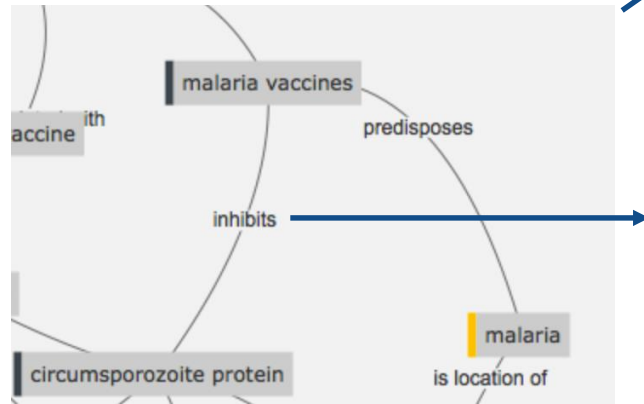 malaria vaccines
ith
accine
predisposes
inhibits
malaria
circumsporozoite protein
is location of